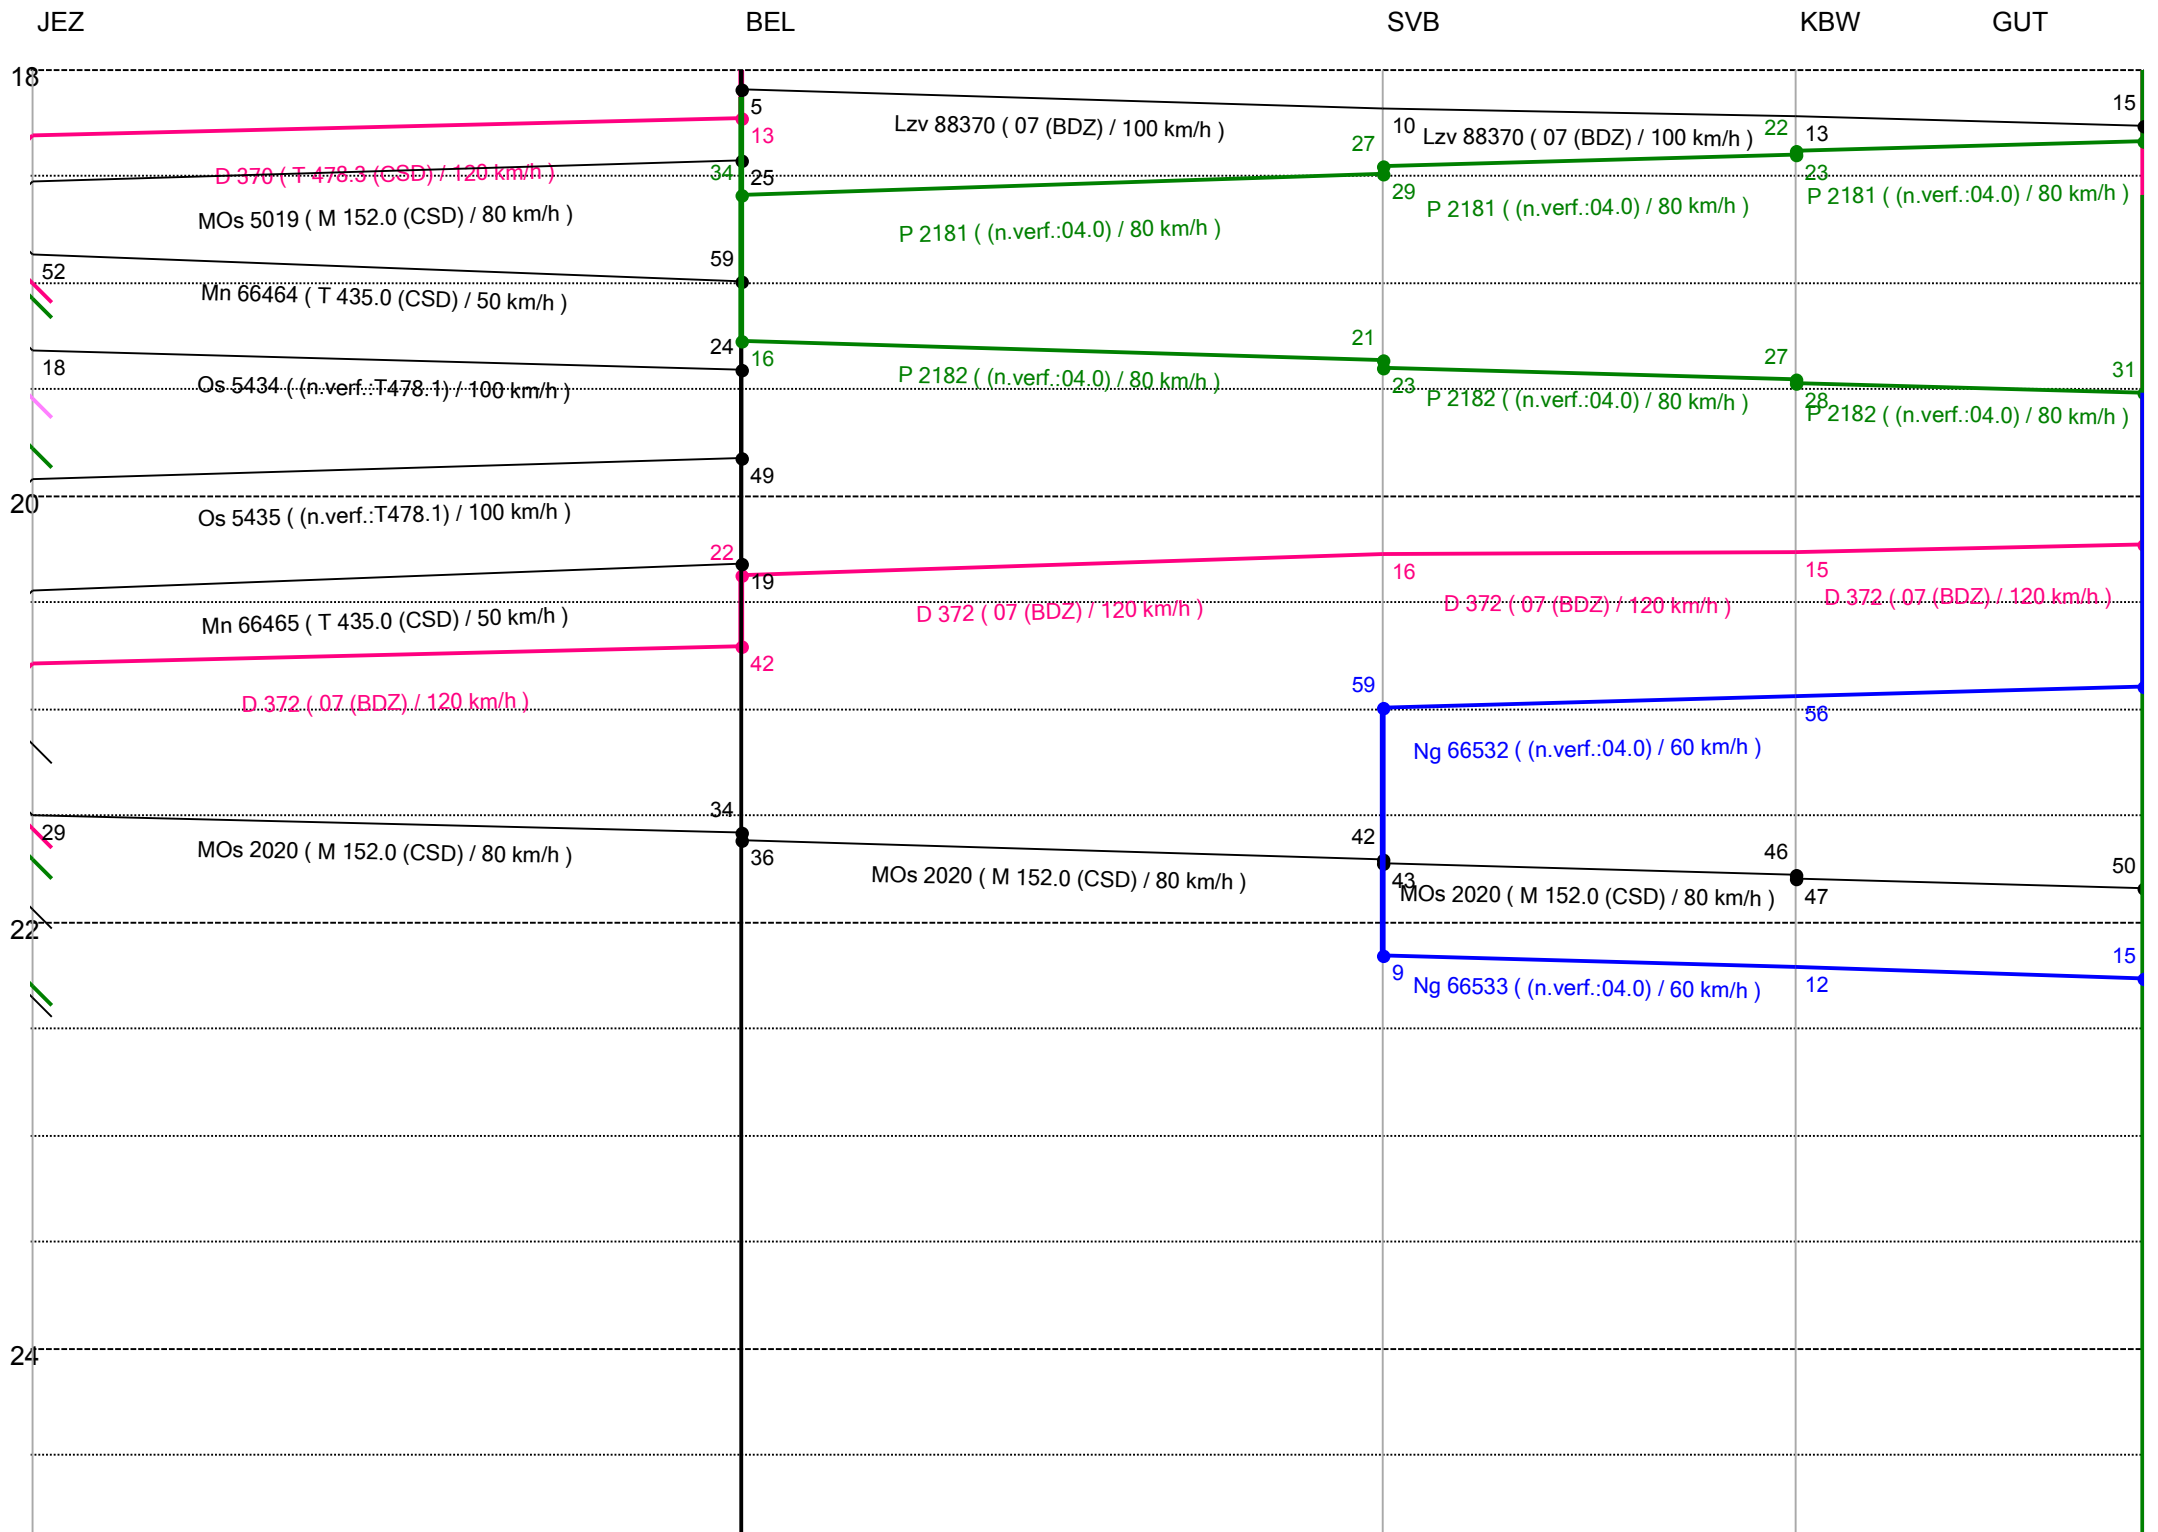 JEZ BEL SVB KBW GUT
18
5 15
13 Lzv 88370 ( 07 (BDZ) / 100 km/h ) 10 Lzv 88370 ( 07 (BDZ) / 100 km/h ) 22 13
27
D 370 ( T 478.3 (CSD) / 120 km/h ) 34 25 23
29 P 2181 ( (n.verf.:04.0) / 80 km/h ) P 2181 ( (n.verf.:04.0) / 80 km/h )
MOs 5019 ( M 152.0 (CSD) / 80 km/h ) P 2181 ( (n.verf.:04.0) / 80 km/h )
52 59
Mn 66464 ( T 435.0 (CSD) / 50 km/h )
24 21
18 16 27 31
Os 5434 ( (n.verf.:T478.1) / 100 km/h ) P 2182 ( (n.verf.:04.0) / 80 km/h ) 23 28
P 2182 ( (n.verf.:04.0) / 80 km/h ) P 2182 ( (n.verf.:04.0) / 80 km/h )
49
20
Os 5435 ( (n.verf.:T478.1) / 100 km/h )
22
19 16 15
D 372 ( 07 (BDZ) / 120 km/h ) D 372 ( 07 (BDZ) / 120 km/h ) D 372 ( 07 (BDZ) / 120 km/h )
Mn 66465 ( T 435.0 (CSD) / 50 km/h )
42
59
D 372 ( 07 (BDZ) / 120 km/h ) 56
Ng 66532 ( (n.verf.:04.0) / 60 km/h )
34
29 42
MOs 2020 ( M 152.0 (CSD) / 80 km/h ) 36 46 50
MOs 2020 ( M 152.0 (CSD) / 80 km/h ) 43
MOs 2020 ( M 152.0 (CSD) / 80 km/h ) 47
22
15
9 Ng 66533 ( (n.verf.:04.0) / 60 km/h ) 12
24